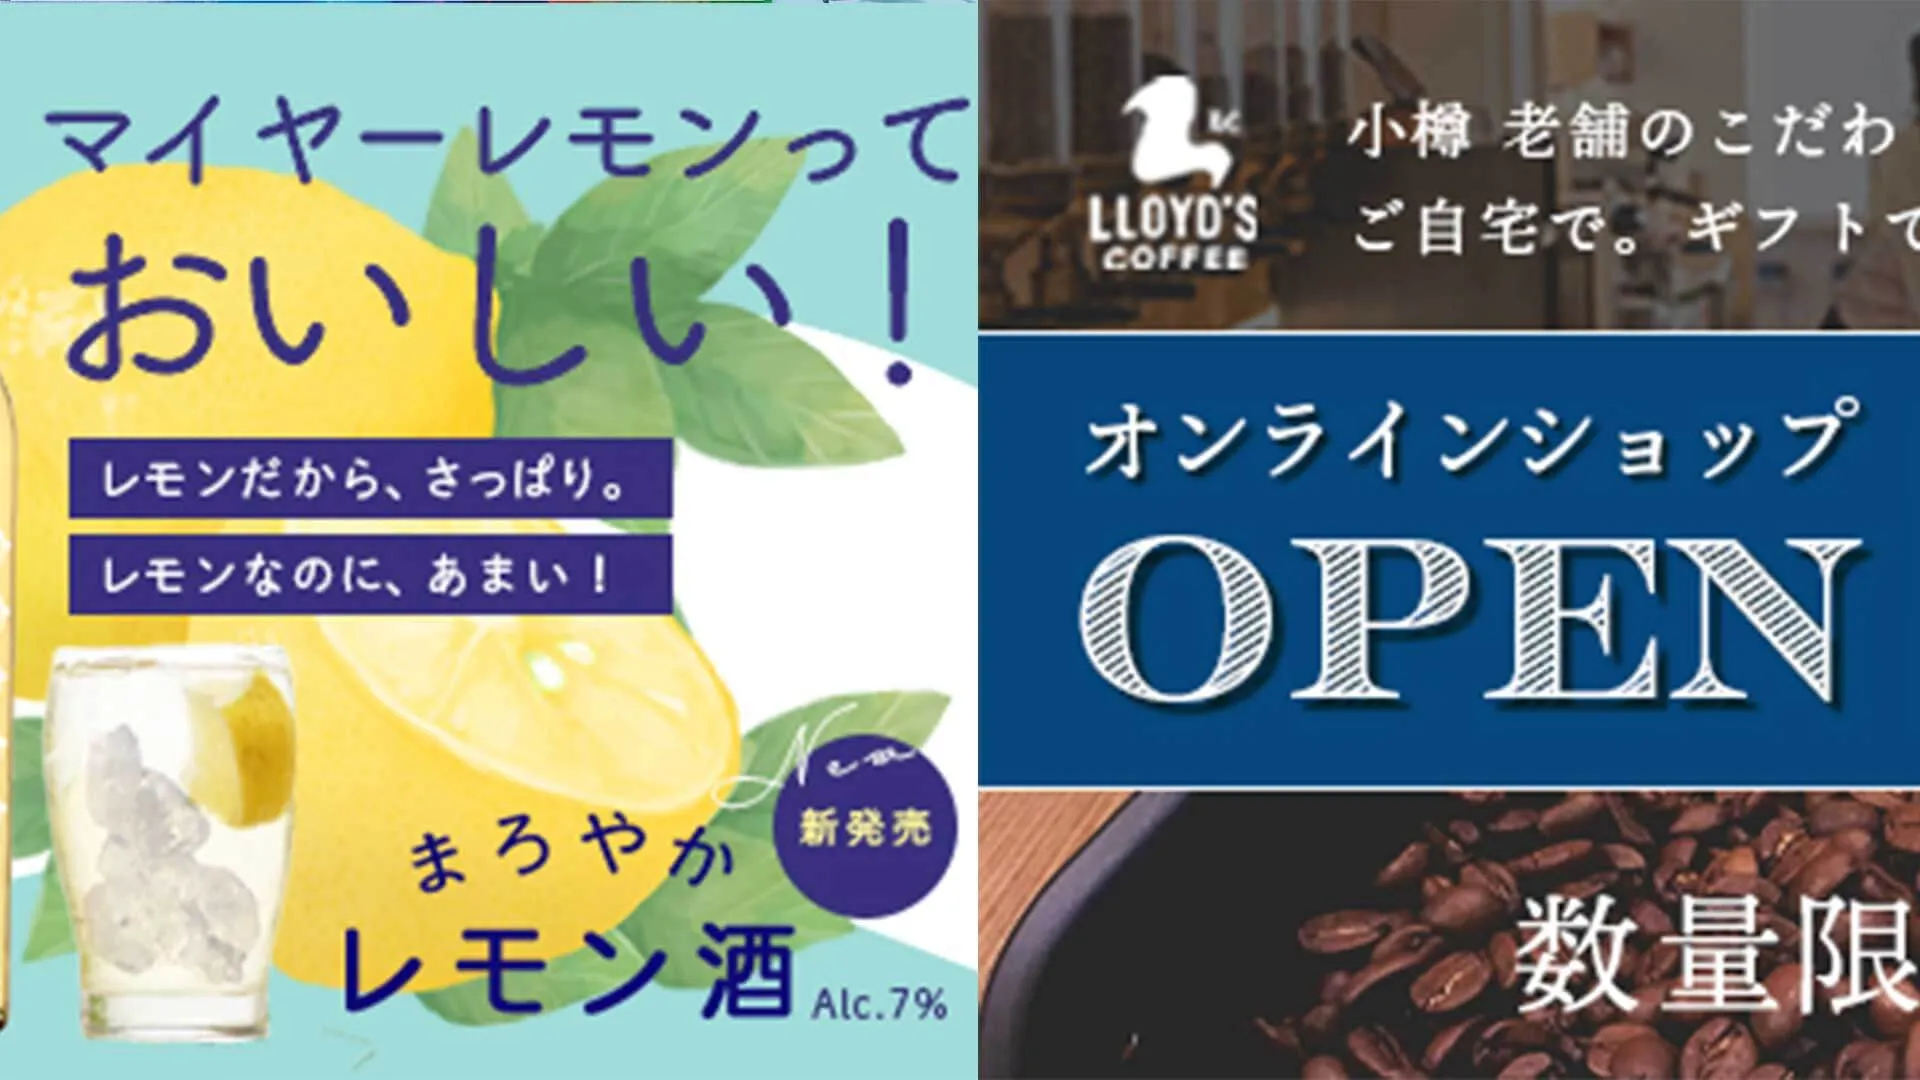 マイヤーレモンって
おいしい!
レモンだから、さっぱり。
レモンなのに、あまい!
New
新発売
まろやか
レモン酒
Alc.7%
LLOYD'S
COFFEE
小樽 老舗のこだわ
ご自宅で。ギフトで
オンラインショップ
OPEN
数量限